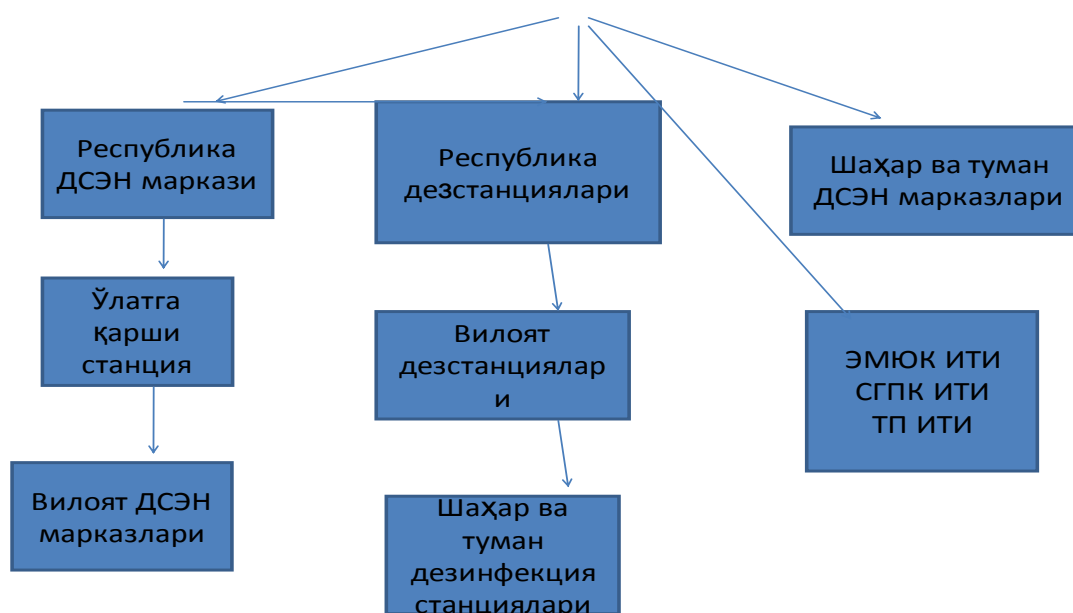 Республика
ДСЭН маркази
Республика
дезстанциялари
Шаҳар ва туман
ДСЭН марказлари
Ўлатга
қарши
станция
Вилоят
дезстанциялар
и
ЭМЮК ИТИ
СГПК ИТИ
ТП ИТИ
Вилоят ДСЭН
марказлари
Шаҳар ва
туман
дезинфекция
станциялари